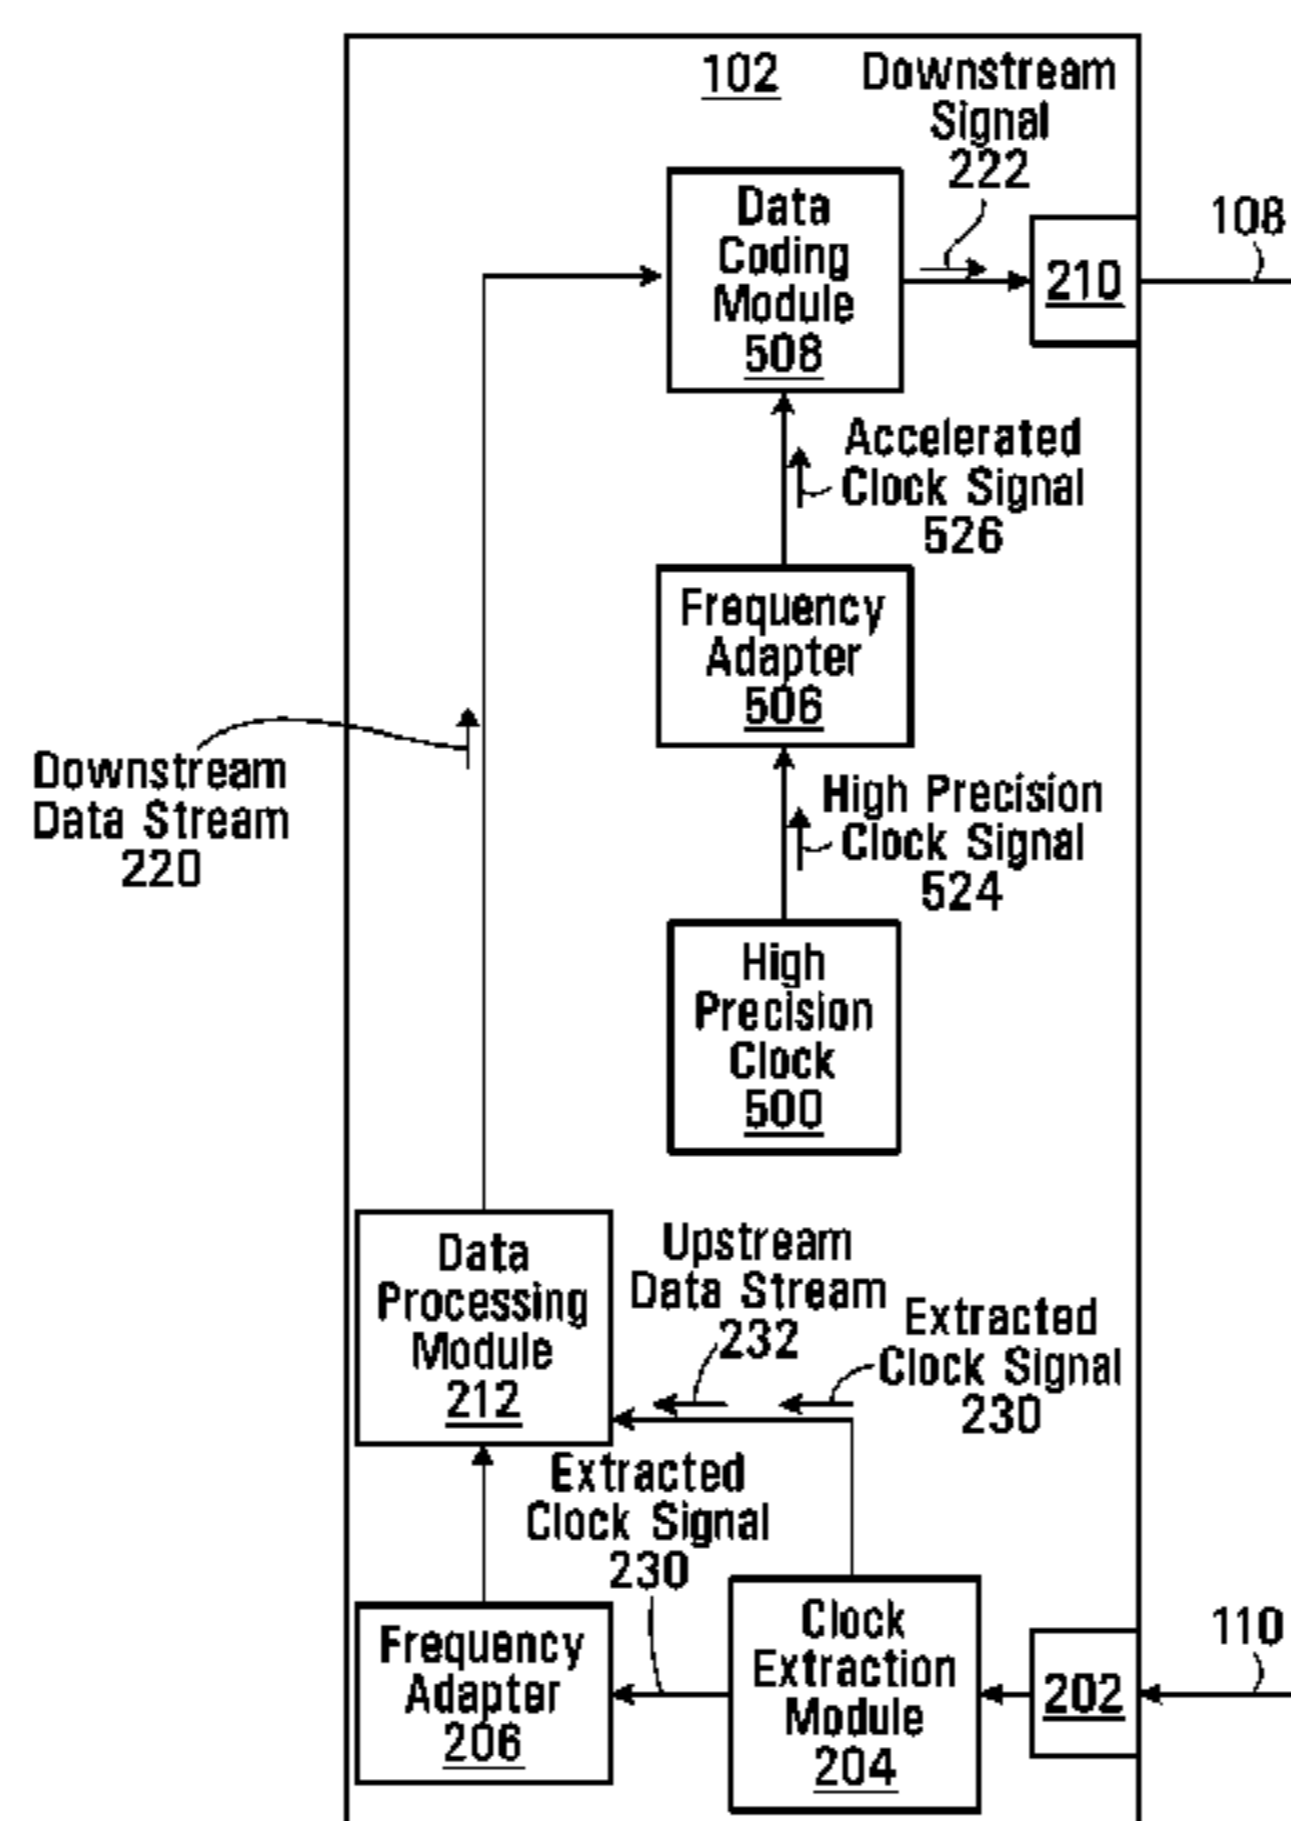 102
Downstream
Signal
222
Data
Coding
Module
508
210
108
Accelerated
Clock Signal
526
Frequency
Adapter
506
Downstream
Data Stream
220
High Precision
Clock Signal
524
High
Precision
Clock
500
Data
Processing
Module
212
Upstream
Data Stream
232
Extracted
Clock Signal
230
Extracted
Clock Signal
230
Frequency
Adapter
206
Clock
Extraction
Module
204
202
110